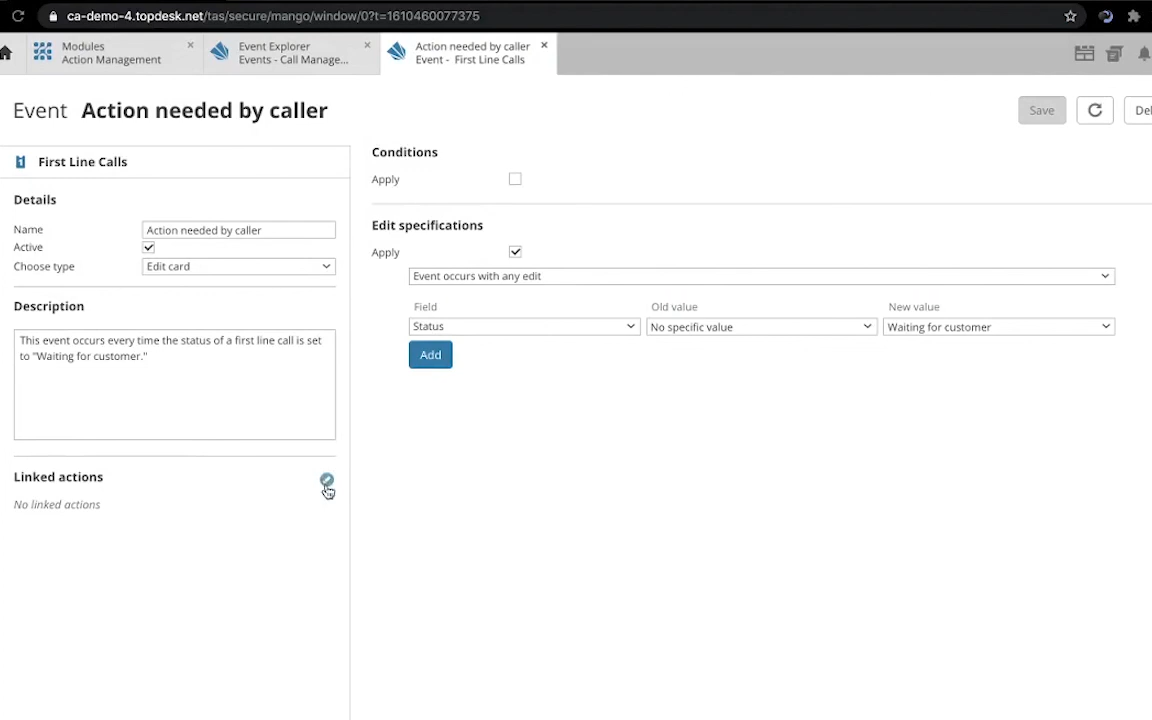 ca-demo-4.topdesk.net/tas/secure/mango/window/0?t=1610460077375
Modules
Action Management
Event Explorer
Events - Call Manage...
Action needed by caller
Event - First Line Calls
Event Action needed by caller
Save
Del
First Line Calls
Details
Name Action needed by caller
Active
Choose type Edit card
Description
This event occurs every time the status of a first line call is set
to "Waiting for customer."
Linked actions
No linked actions
Conditions
Apply
Edit specifications
Apply
Event occurs with any edit
Field Old value New value
Status No specific value Waiting for customer
Add